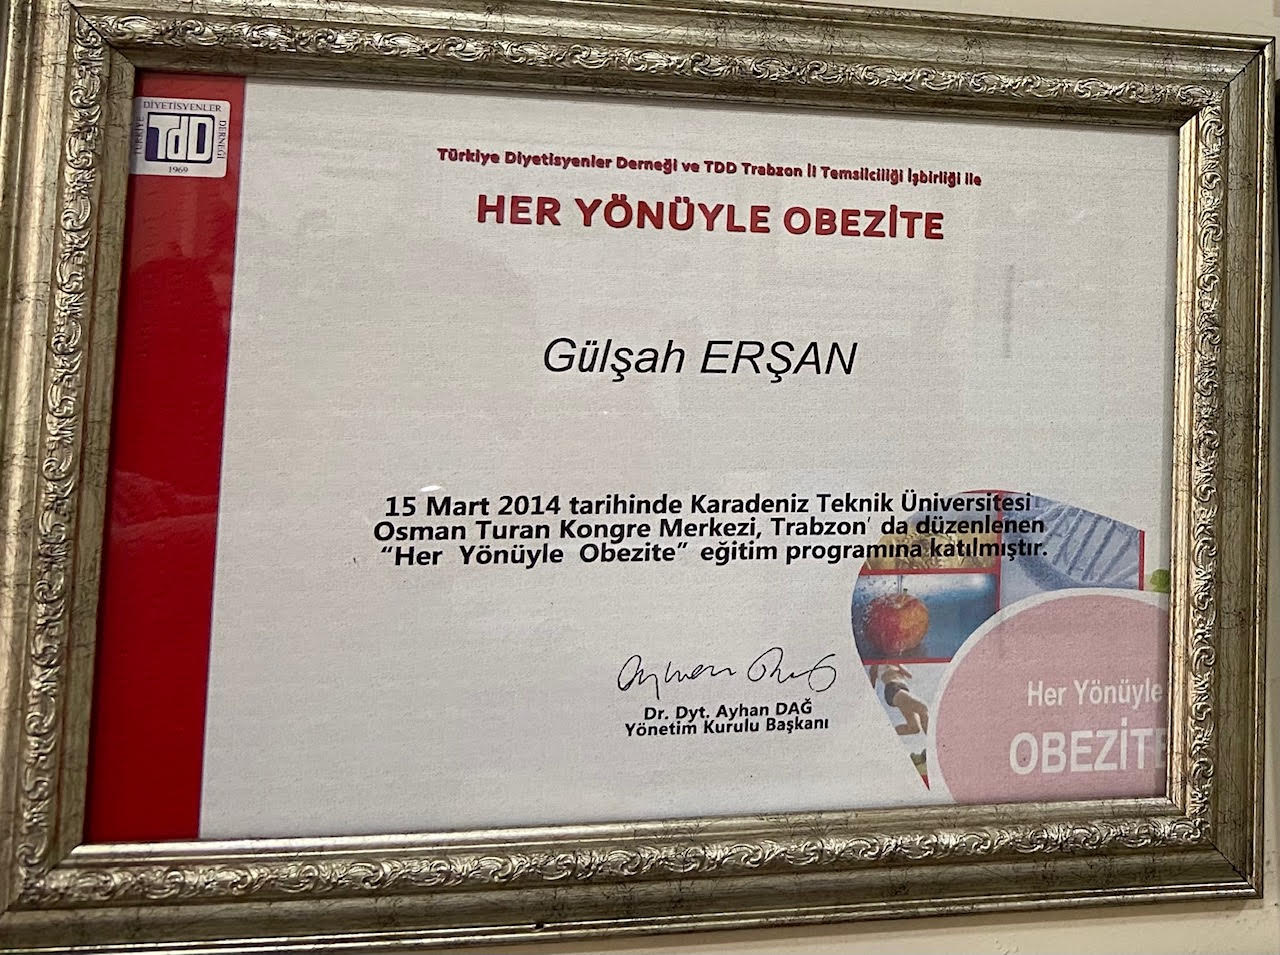 DİYETİSYENLER
TÜRKİYE
TDD
DERNEĞİ
1969
Türkiye Diyetisyenler Derneği ve TDD Trabzon İl Temsilciliği İşbirliği ile
HER YÖNÜYLE OBEZİTE
Gülşah ERŞAN
15 Mart 2014 tarihinde Karadeniz Teknik Üniversitesi
Osman Turan Kongre Merkezi, Trabzon' da düzenlenen
“Her Yönüyle Obezite” eğitim programına katılmıştır.
Dr. Dyt. Ayhan DAĞ
Yönetim Kurulu Başkanı
Her Yönüyle
OBEZİTE